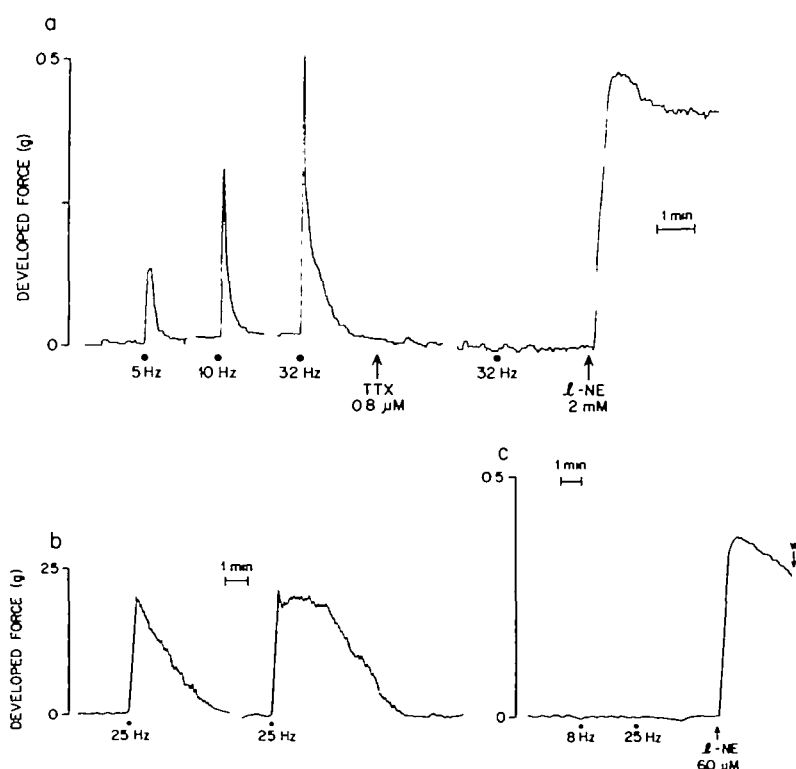 a
DEVELOPED FORCE (g)
0.5
0
1 min
5 Hz
10 Hz
32 Hz
TTX
0.8 µM
32 Hz
l-NE
2 mM
b
DEVELOPED FORCE (g)
25
0
1 min
25 Hz
25 Hz
c
0.5
0
1 min
8 Hz
25 Hz
l-NE